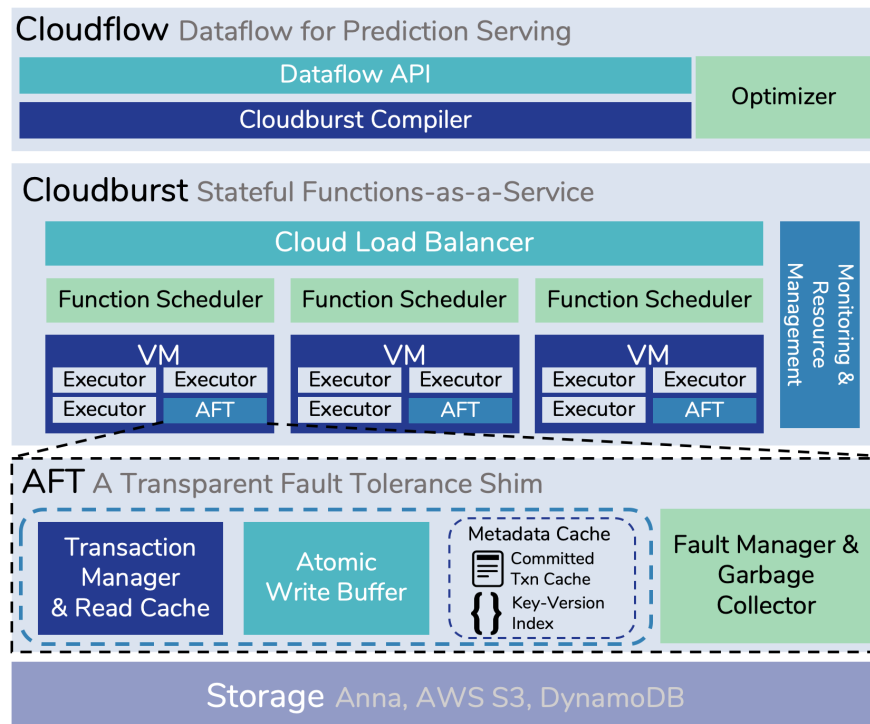 Cloudflow Dataflow for Prediction Serving
Dataflow API
Cloudburst Compiler
Optimizer
Cloudburst Stateful Functions-as-a-Service
Cloud Load Balancer
Function Scheduler
Function Scheduler
Function Scheduler
VM
Executor
Executor
Executor
AFT
VM
Executor
Executor
Executor
AFT
VM
Executor
Executor
Executor
AFT
Monitoring &
Resource
Management
AFT A Transparent Fault Tolerance Shim
Transaction
Manager
& Read Cache
Atomic
Write Buffer
Metadata Cache
Committed
Txn Cache
{}
Key-Version
Index
Fault Manager &
Garbage
Collector
Storage Anna, AWS S3, DynamoDB